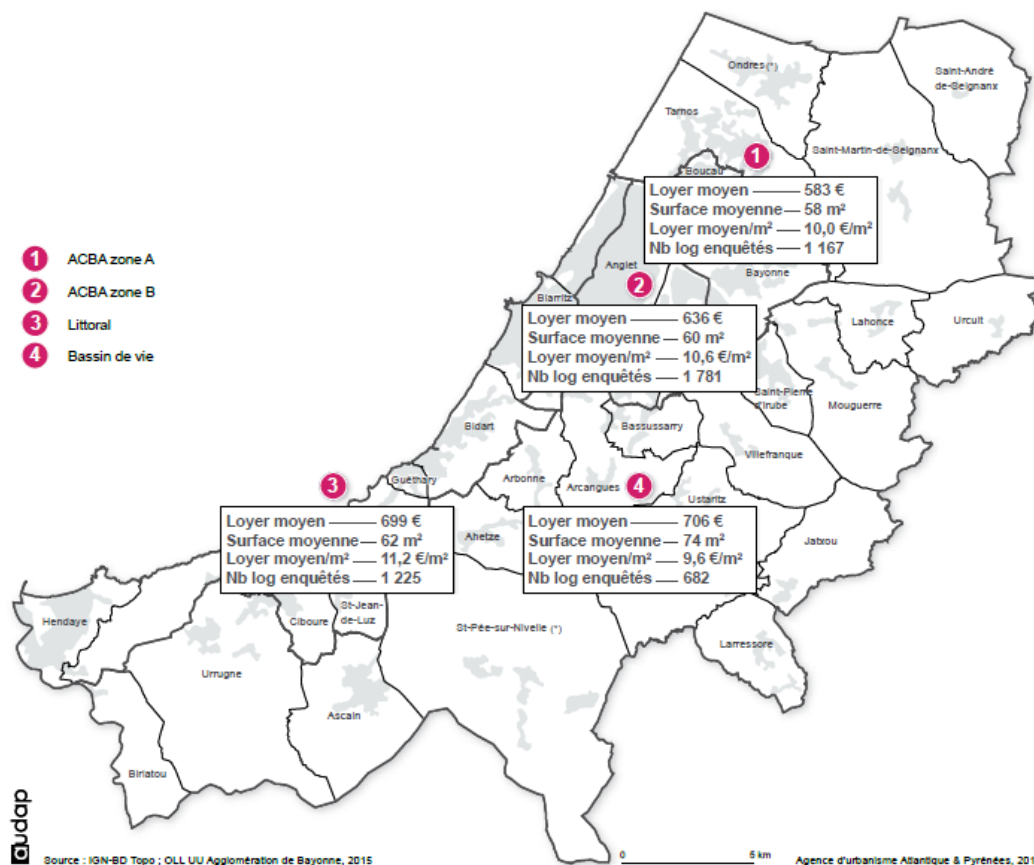 Ondres (*)
Saint-André
de-Seignanx
Tarnos
Saint-Martin-de-Seignanx
1
Boucau
Loyer moyen 583 €
Surface moyenne 58 m²
Loyer moyen/m² 10,0 €/m²
Nb log enquêtés 1 167
1 ACBA zone A
2 ACBA zone B
3 Littoral
4 Bassin de vie
Anglet
2
Bayonne
Biarritz
Loyer moyen 636 €
Surface moyenne 60 m²
Loyer moyen/m² 10,6 €/m²
Nb log enquêtés 1 781
Lahonce
Urcuit
Saint-Pierre
d'Irube
Mouguerre
Bidart
Bassussarry
Villefranque
Guéthary
Arbonne
Arcangues
3
4
Ustaritz
Loyer moyen 699 €
Surface moyenne 62 m²
Loyer moyen/m² 11,2 €/m²
Nb log enquêtés 1 225
Ahetze
Loyer moyen 706 €
Surface moyenne 74 m²
Loyer moyen/m² 9,6 €/m²
Nb log enquêtés 682
Jatxou
Hendaye
Ciboure
St-Jean-
de-Luz
St-Pée-sur-Nivelle (*)
Larressore
Urrugne
Ascain
Biriatou
audap
Source : IGN-BD Topo ; OLL UU Agglomération de Bayonne, 2015
0 5 km
Agence d'urbanisme Atlantique & Pyrénées,